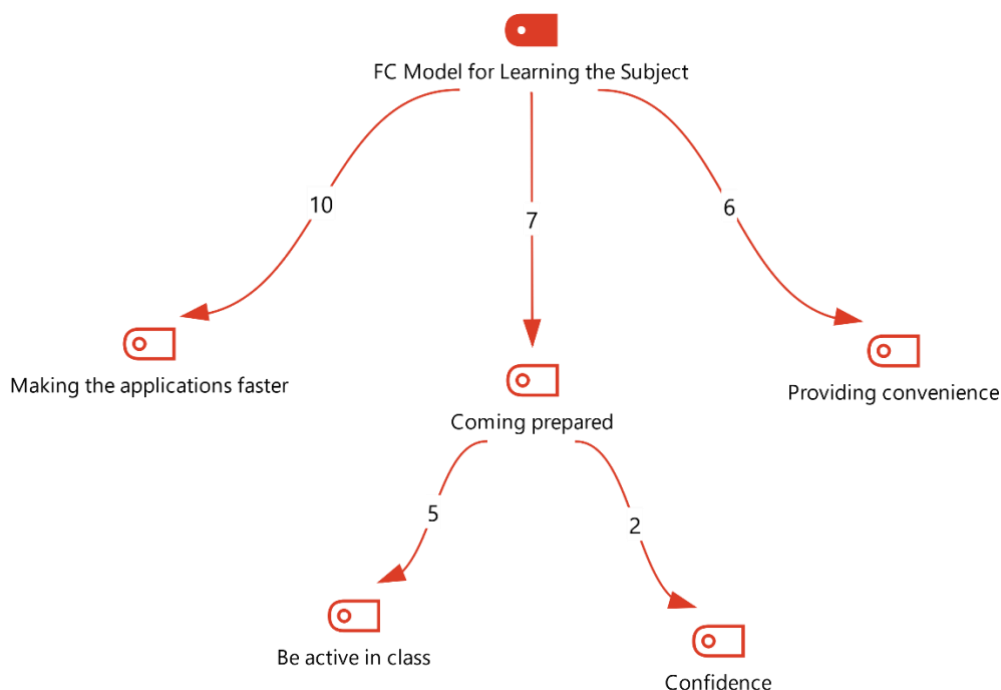 FC Model for Learning the Subject
10
7
6
Making the applications faster
Coming prepared
Providing convenience
5
2
Be active in class
Confidence